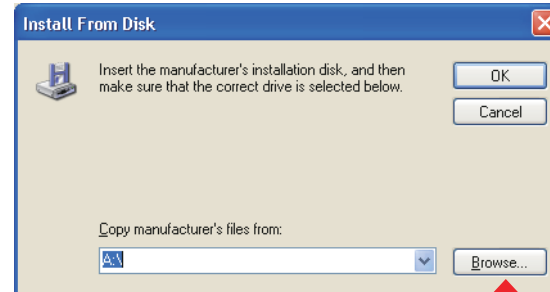 Install From Disk
Insert the manufacturer's installation disk, and then
make sure that the correct drive is selected below.
OK
Cancel
Copy manufacturer's files from:
A:\
Browse...